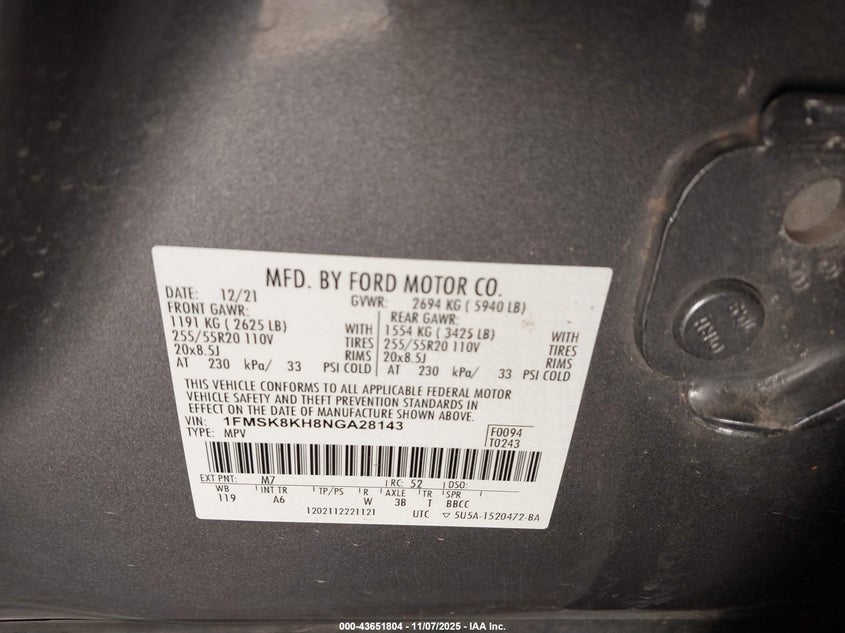 MFD. BY FORD MOTOR CO.
DATE: 12/21 GVWR: 2694 KG ( 5940 LB)
FRONT GAWR: REAR GAWR:
1191 KG ( 2625 LB) WITH 1554 KG ( 3425 LB) WITH
255/55R20 110V TIRES 255/55R20 110V TIRES
20x8.5J RIMS 20x8.5J RIMS
AT 230 kPa/ 33 PSI COLD AT 230 kPa/ 33 PSI COLD
THIS VEHICLE CONFORMS TO ALL APPLICABLE FEDERAL MOTOR
VEHICLE SAFETY AND THEFT PREVENTION STANDARDS IN
EFFECT ON THE DATE OF MANUFACTURE SHOWN ABOVE.
VIN: 1FMSK8KH8NGA28143 F0094
TYPE: MPV T0243
EXT PNT: M7 RC: 52 DSO:
WB INT TR TP/PS R AXLE TR SPR
119 A6 W 3B T BBCC
1202112221121 UTC ▽ 5U5A-1520472-BA
000-43651804 - 11/07/2025 - IAA Inc.